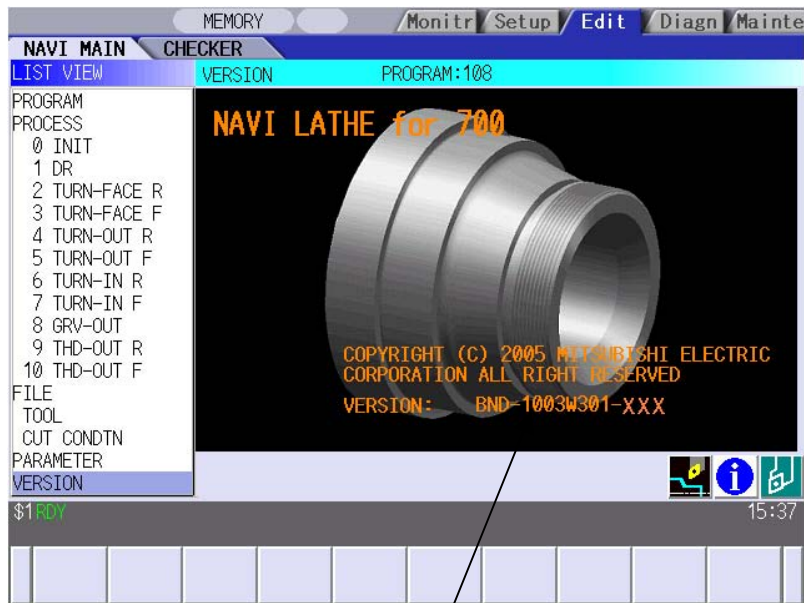 MEMORY
Monitr Setup Edit Diagn Mainte
NAVI MAIN CHECKER
LIST VIEW
VERSION PROGRAM:108
PROGRAM
PROCESS
0 INIT
1 DR
2 TURN-FACE R
3 TURN-FACE F
4 TURN-OUT R
5 TURN-OUT F
6 TURN-IN R
7 TURN-IN F
8 GRV-OUT
9 THD-OUT R
10 THD-OUT F
FILE
TOOL
CUT CONDTN
PARAMETER
VERSION
NAVI LATHE for 700
COPYRIGHT (C) 2005 MITSUBISHI ELECTRIC
CORPORATION ALL RIGHT RESERVED
VERSION: BND-1003W301-XXX
$1 RDY 15:37